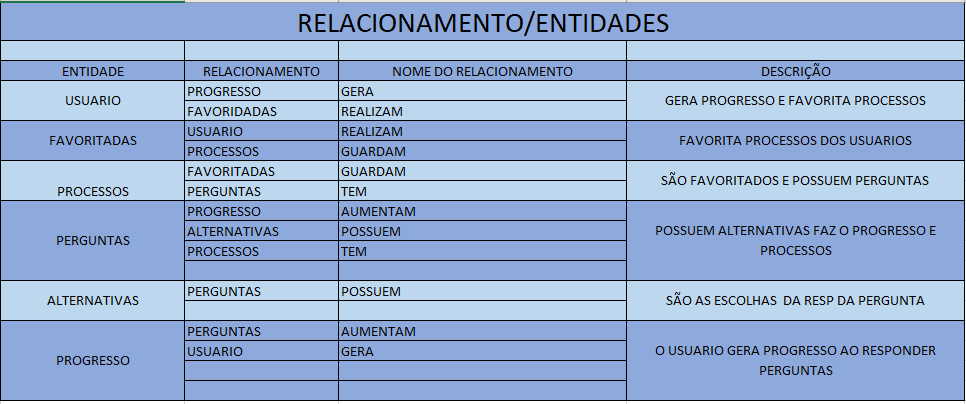 RELACIONAMENTO/ENTIDADES
ENTIDADE RELACIONAMENTO NOME DO RELACIONAMENTO DESCRIÇÃO
USUARIO
PROGRESSO GERA
FAVORIDADAS REALIZAM
GERA PROGRESSO E FAVORITA PROCESSOS
FAVORITADAS
USUARIO REALIZAM
PROCESSOS GUARDAM
FAVORITA PROCESSOS DOS USUARIOS
PROCESSOS
FAVORITADAS GUARDAM
PERGUNTAS TEM
SÃO FAVORITADOS E POSSUEM PERGUNTAS
PERGUNTAS
PROGRESSO AUMENTAM
ALTERNATIVAS POSSUEM
PROCESSOS TEM
POSSUEM ALTERNATIVAS FAZ O PROGRESSO E
PROCESSOS
ALTERNATIVAS
PERGUNTAS POSSUEM
SÃO AS ESCOLHAS  DA RESP DA PERGUNTA
PROGRESSO
PERGUNTAS AUMENTAM
USUARIO GERA
O USUARIO GERA PROGRESSO AO RESPONDER
PERGUNTAS